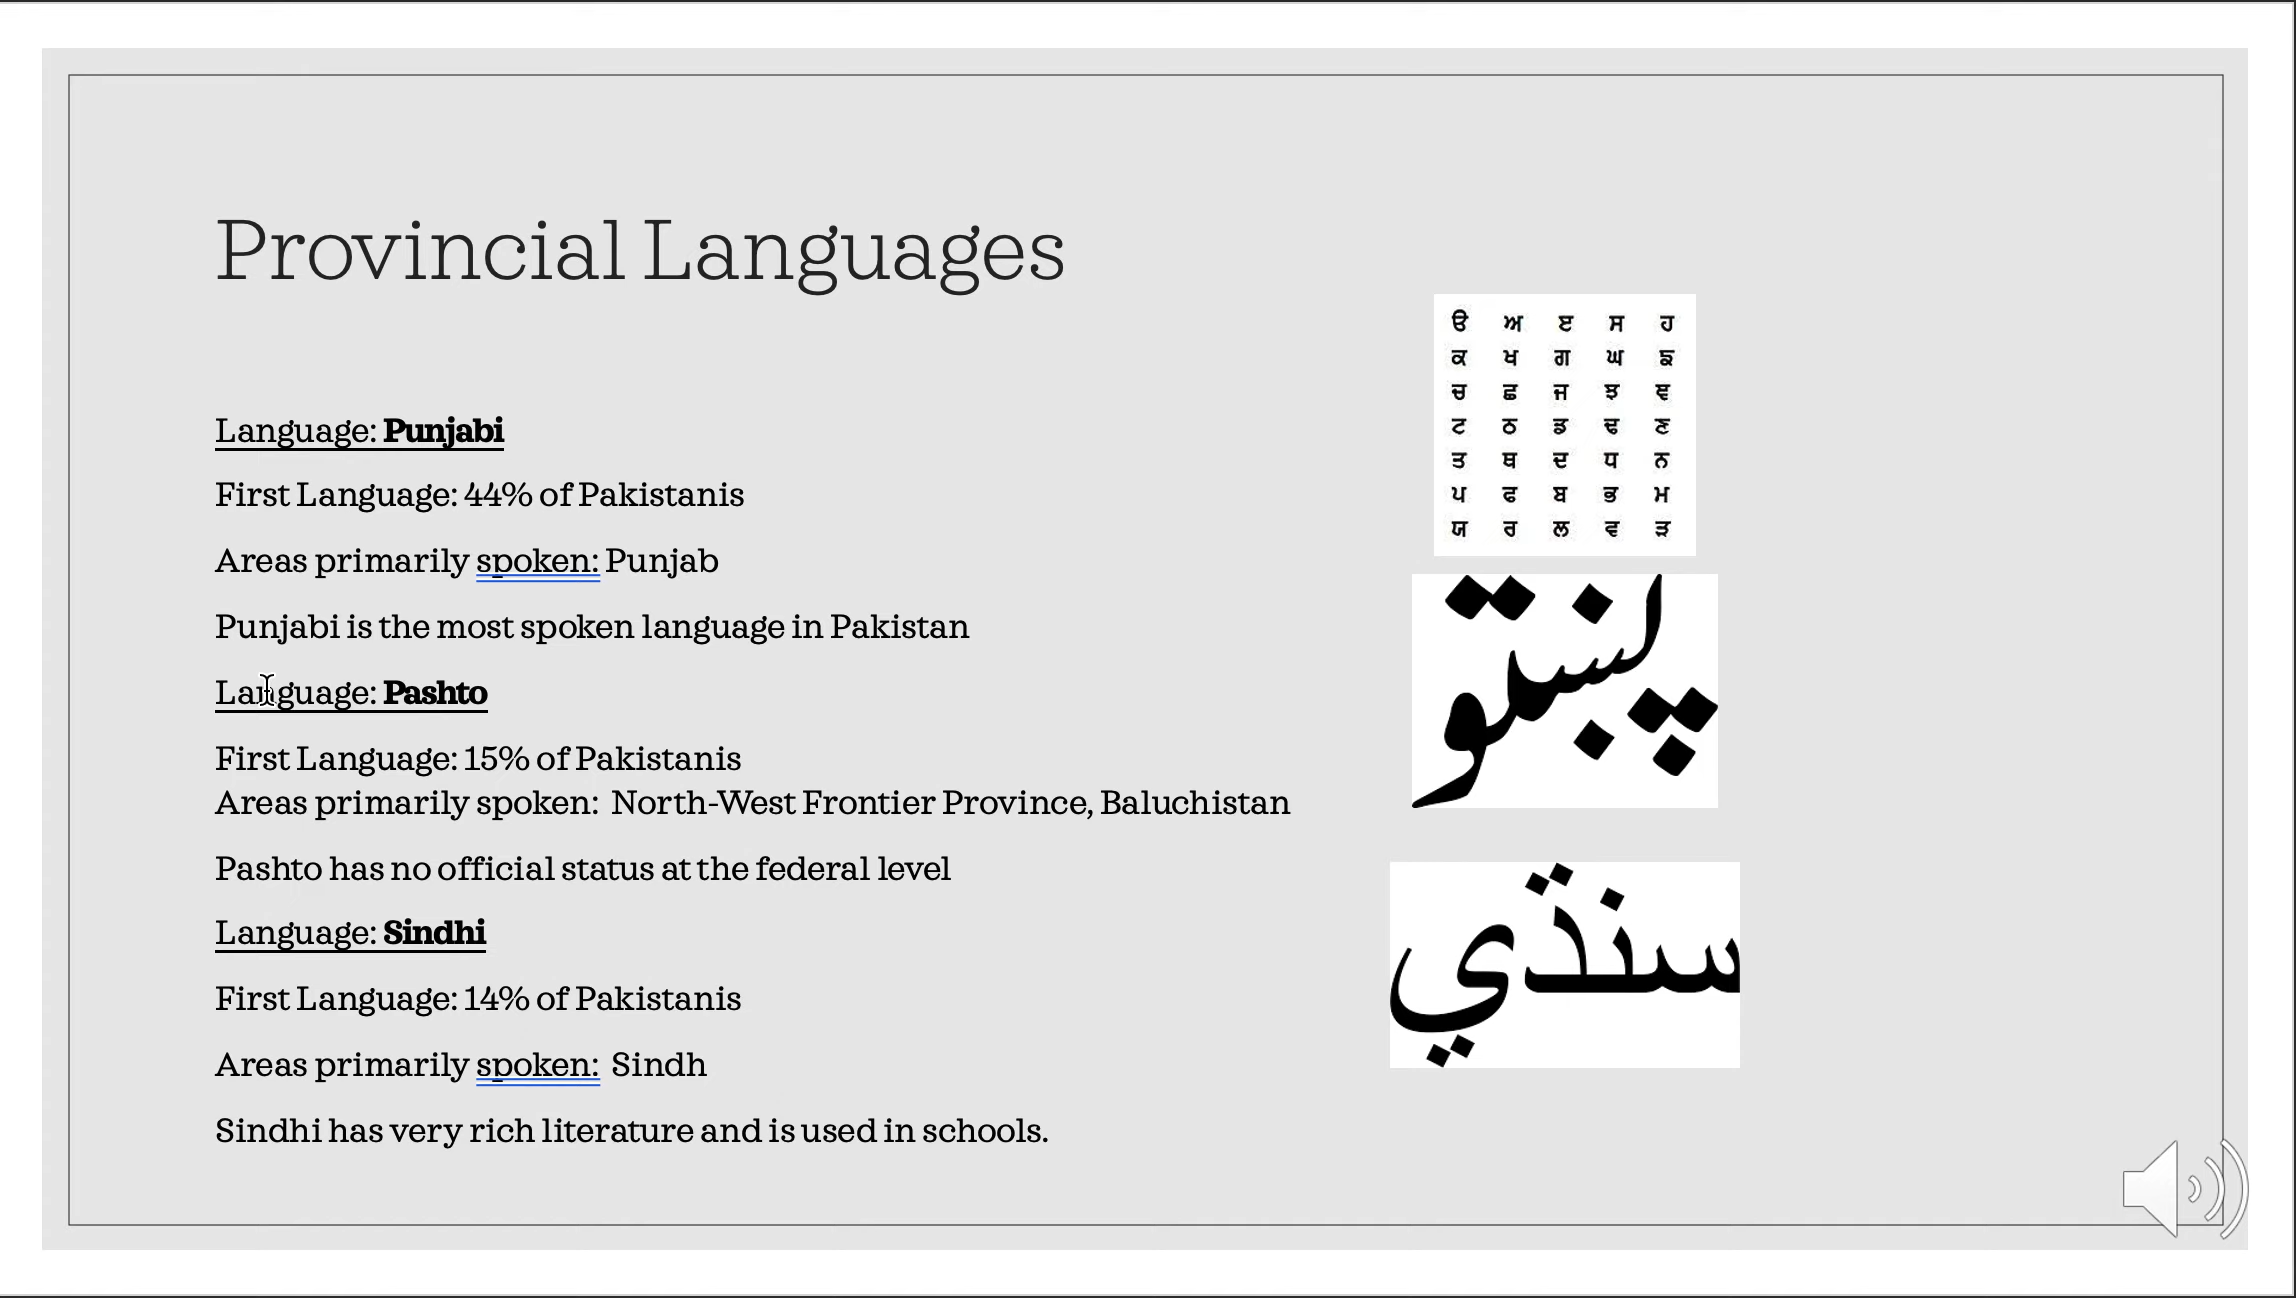 Provincial Languages
Language: Punjabi
First Language: 44% of Pakistanis
Areas primarily spoken: Punjab
Punjabi is the most spoken language in Pakistan
Language: Pashto
First Language: 15% of Pakistanis
Areas primarily spoken: North-West Frontier Province, Baluchistan
Pashto has no official status at the federal level
Language: Sindhi
First Language: 14% of Pakistanis
Areas primarily spoken: Sindh
Sindhi has very rich literature and is used in schools.
ੳ ਅ ੲ ਸ ਹ
ਕ ਖ ਗ ਘ ਙ
ਚ ਛ ਜ ਝ ਞ
ਟ ਠ ਡ ਢ ਣ
ਤ ਥ ਦ ਧ ਨ
ਪ ਫ ਬ ਭ ਮ
ਯ ਰ ਲ ਵ ੜ
پښتو
سنڌي